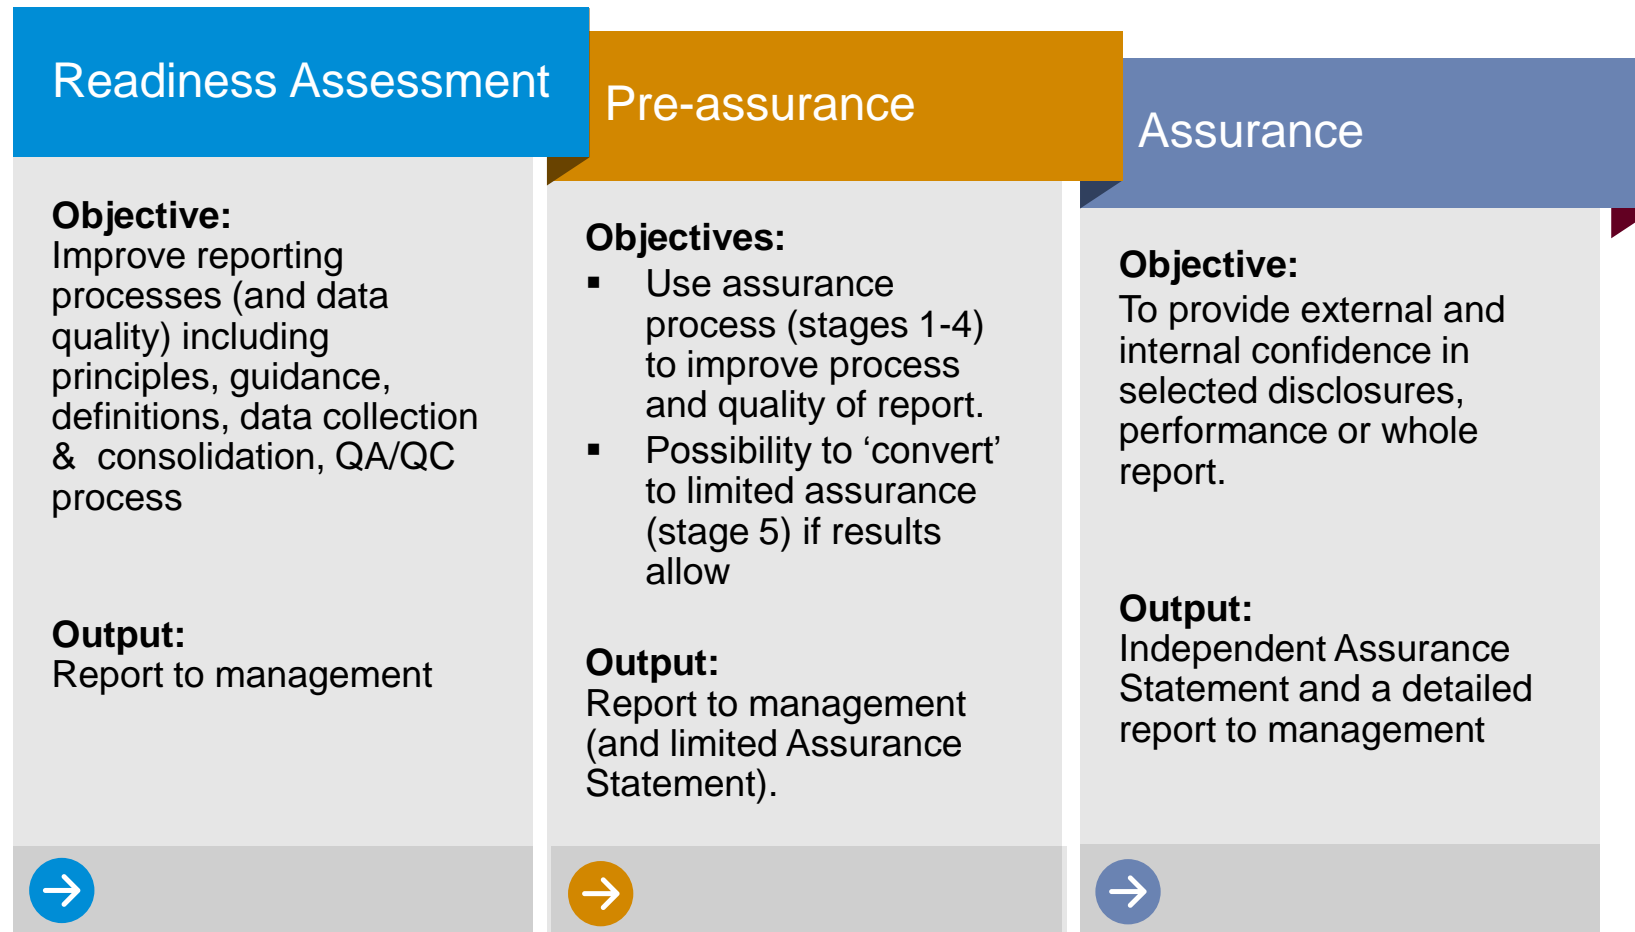 Readiness Assessment
Objective:
Improve reporting
processes (and data
quality) including
principles, guidance,
definitions, data collection
&  consolidation, QA/QC
process
Output:
Report to management
Pre-assurance
Objectives:
▪ Use assurance
process (stages 1-4)
to improve process
and quality of report.
▪ Possibility to ‘convert’
to limited assurance
(stage 5) if results
allow
Output:
Report to management
(and limited Assurance
Statement).
Assurance
Objective:
To provide external and
internal confidence in
selected disclosures,
performance or whole
report.
Output:
Independent Assurance
Statement and a detailed
report to management